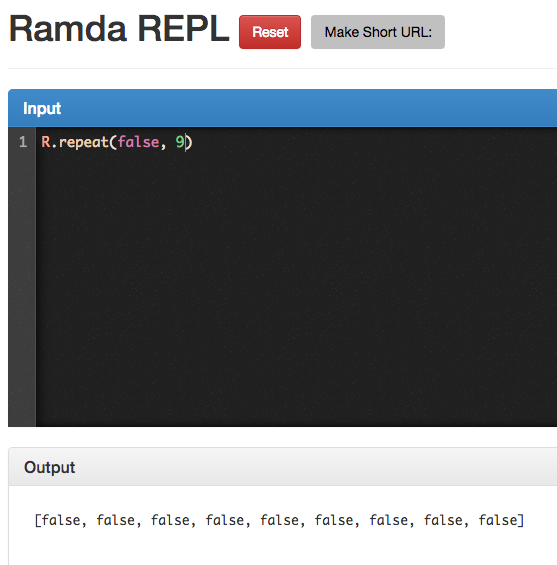 Ramda REPL Reset Make Short URL:
Input
1 R.repeat(false, 9)
Output
[false, false, false, false, false, false, false, false, false]